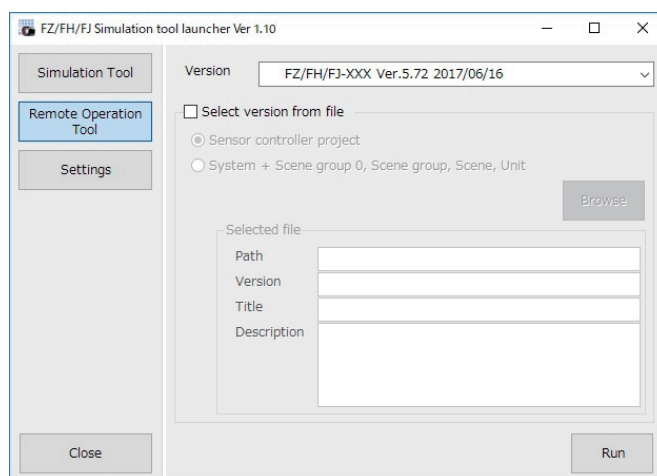 FZ/FH/FJ Simulation tool launcher Ver 1.10
Simulation Tool
Remote Operation
Tool
Settings
Close
Version
FZ/FH/FJ-XXX Ver.5.72 2017/06/16
Select version from file
Sensor controller project
System + Scene group 0, Scene group, Scene, Unit
Browse
Selected file
Path
Version
Title
Description
Run